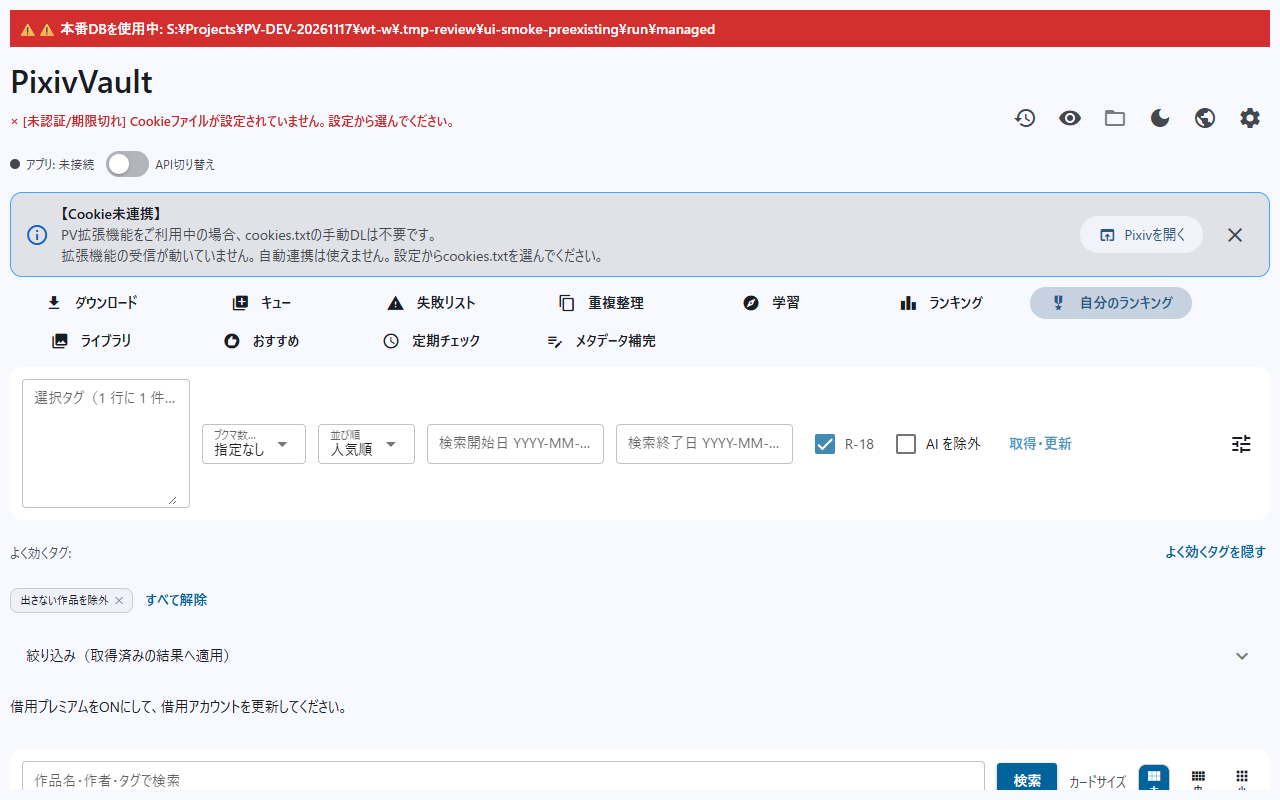 本番DBを使用中: S:¥Projects¥PV-DEV-20261117¥wt-w¥.tmp-review¥ui-smoke-preexisting¥run¥managed
PixivVault
× [未認証/期限切れ] Cookieファイルが設定されていません。設定から選んでください。
アプリ: 未接続 API切り替え
【Cookie未連携】
PV拡張機能をご利用中の場合、cookies.txtの手動DLは不要です。
拡張機能の受信が動いていません。自動連携は使えません。設定からcookies.txtを選んでください。
Pixivを開く
ダウンロード キュー 失敗リスト 重複整理 学習 ランキング 自分のランキング
ライブラリ おすすめ 定期チェック メタデータ補完
選択タグ（1 行に 1 件...
ブクマ数... 並び順
指定なし 人気順 検索開始日 YYYY-MM-... 検索終了日 YYYY-MM-... R-18 AI を除外 取得・更新
よく効くタグ: よく効くタグを隠す
出さない作品を除外 × すべて解除
絞り込み（取得済みの結果へ適用）
借用プレミアムをONにして、借用アカウントを更新してください。
作品名・作者・タグで検索 検索 カードサイズ